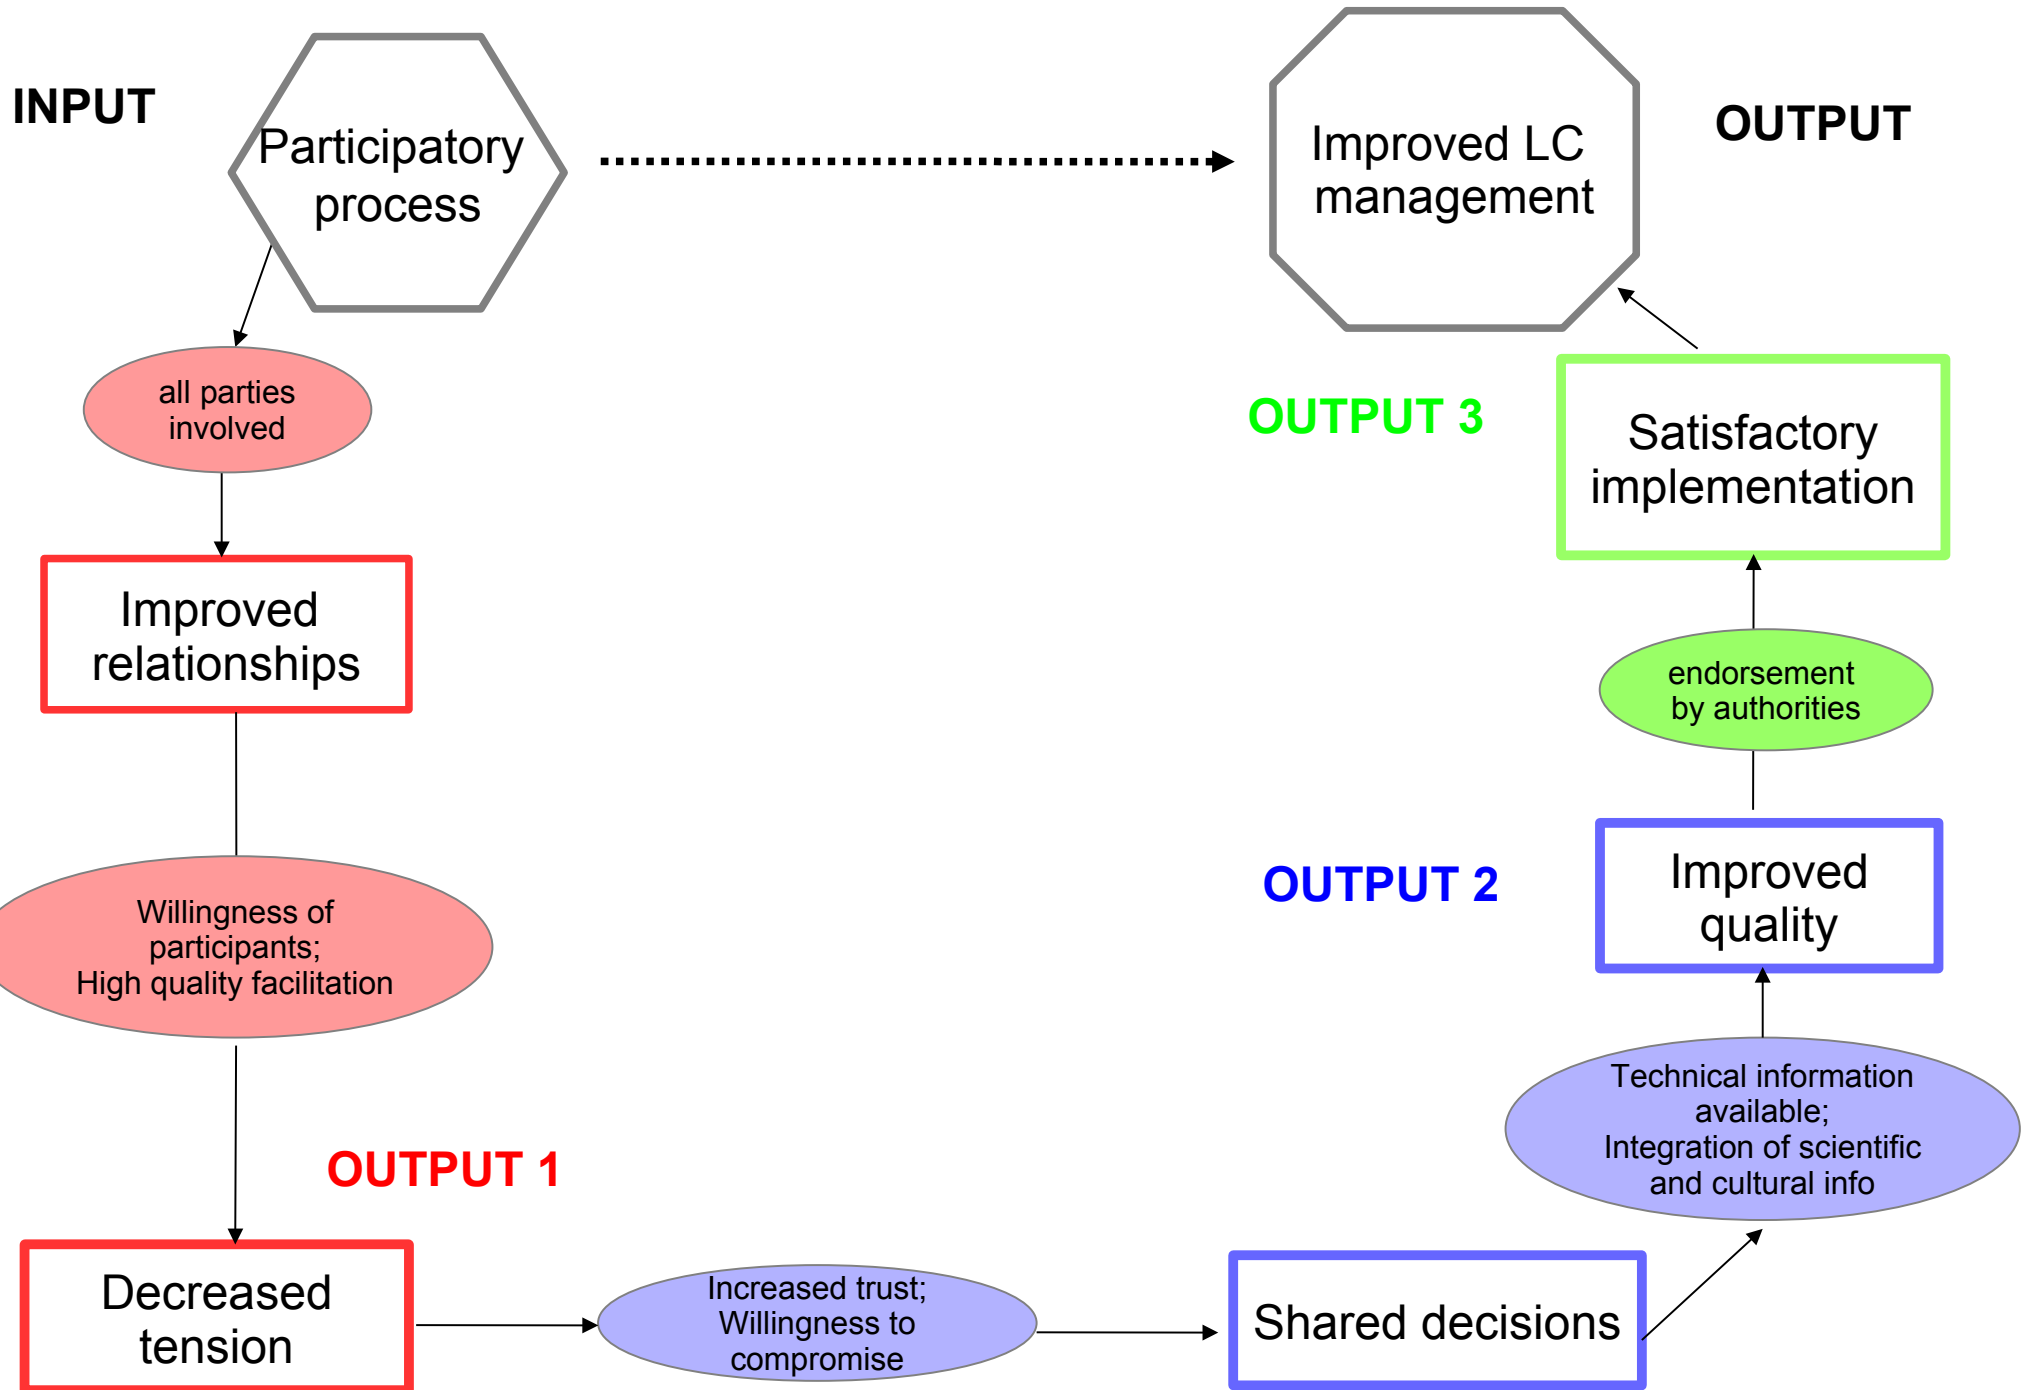 INPUT
Participatory
process
Improved LC
management
OUTPUT
all parties
involved
OUTPUT 3
Satisfactory
implementation
Improved
relationships
endorsement
by authorities
OUTPUT 2
Improved
quality
Willingness of
participants;
High quality facilitation
Technical information
available;
Integration of scientific
and cultural info
OUTPUT 1
Decreased
tension
Increased trust;
Willingness to
compromise
Shared decisions